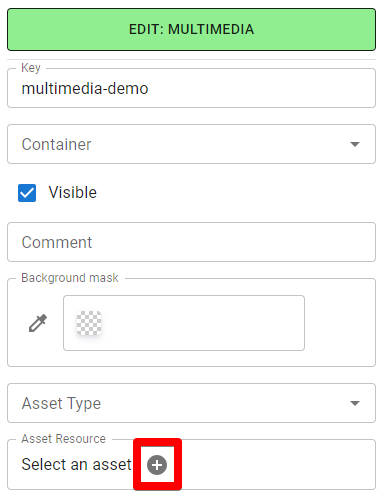 EDIT: MULTIMEDIA
Key
multimedia-demo
Container
Visible
Comment
Background mask
Asset Type
Asset Resource
Select an asset